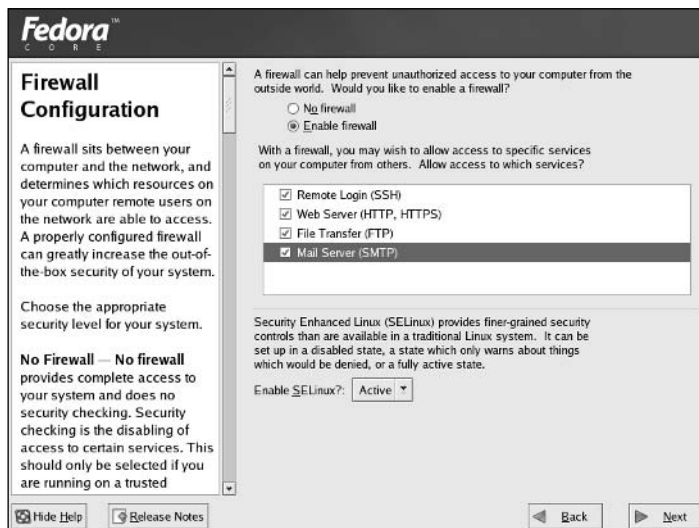 Fedora™
CORE
Firewall
Configuration
A firewall sits between your
computer and the network, and
determines which resources on
your computer remote users on
the network are able to access.
A properly configured firewall
can greatly increase the out-of-
the-box security of your system.
Choose the appropriate
security level for your system.
No Firewall — No firewall
provides complete access to
your system and does no
security checking. Security
checking is the disabling of
access to certain services. This
should only be selected if you
are running on a trusted
A firewall can help prevent unauthorized access to your computer from the
outside world. Would you like to enable a firewall?
No firewall
Enable firewall
With a firewall, you may wish to allow access to specific services
on your computer from others. Allow access to which services?
Remote Login (SSH)
Web Server (HTTP, HTTPS)
File Transfer (FTP)
Mail Server (SMTP)
Security Enhanced Linux (SELinux) provides finer-grained security
controls than are available in a traditional Linux system. It can be
set up in a disabled state, a state which only warns about things
which would be denied, or a fully active state.
Enable SELinux?: Active
Hide Help
Release Notes
Back
Next